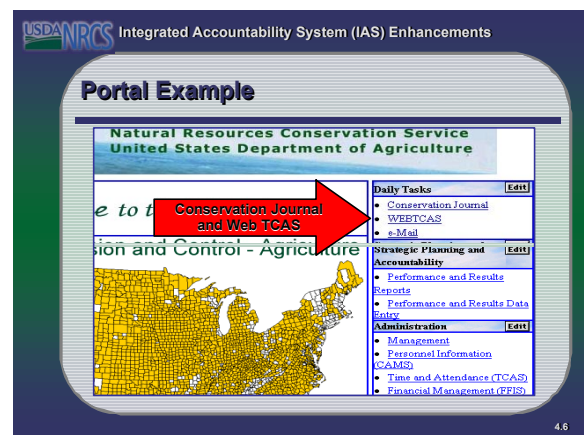 USDA NRCS Integrated Accountability System (IAS) Enhancements
Portal Example
Natural Resources Conservation Service
United States Department of Agriculture
e to t
Conservation Journal
and Web TCAS
sion and Control - Agriculture
Daily Tasks Edit
• Conservation Journal
• WEBTCAS
• e-Mail
Strategic Planning and Edit
Accountability
• Performance and Results
Reports
• Performance and Results Data
Entry
Administration Edit
• Management
• Personnel Information
(CAMS)
• Time and Attendance (TCAS)
• Financial Management (FFIS)
4.6